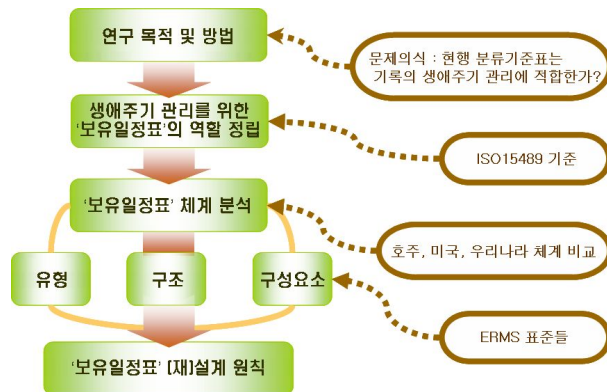 연구 목적 및 방법
문제의식 : 현행 분류기준표는
기록의 생애주기 관리에 적합한가?
생애주기 관리를 위한
'보유일정표'의 역할 정립
ISO15489 기준
'보유일정표' 체계 분석
호주, 미국, 우리나라 체계 비교
유형
구조
구성요소
ERMS 표준들
'보유일정표' [재]설계 원칙